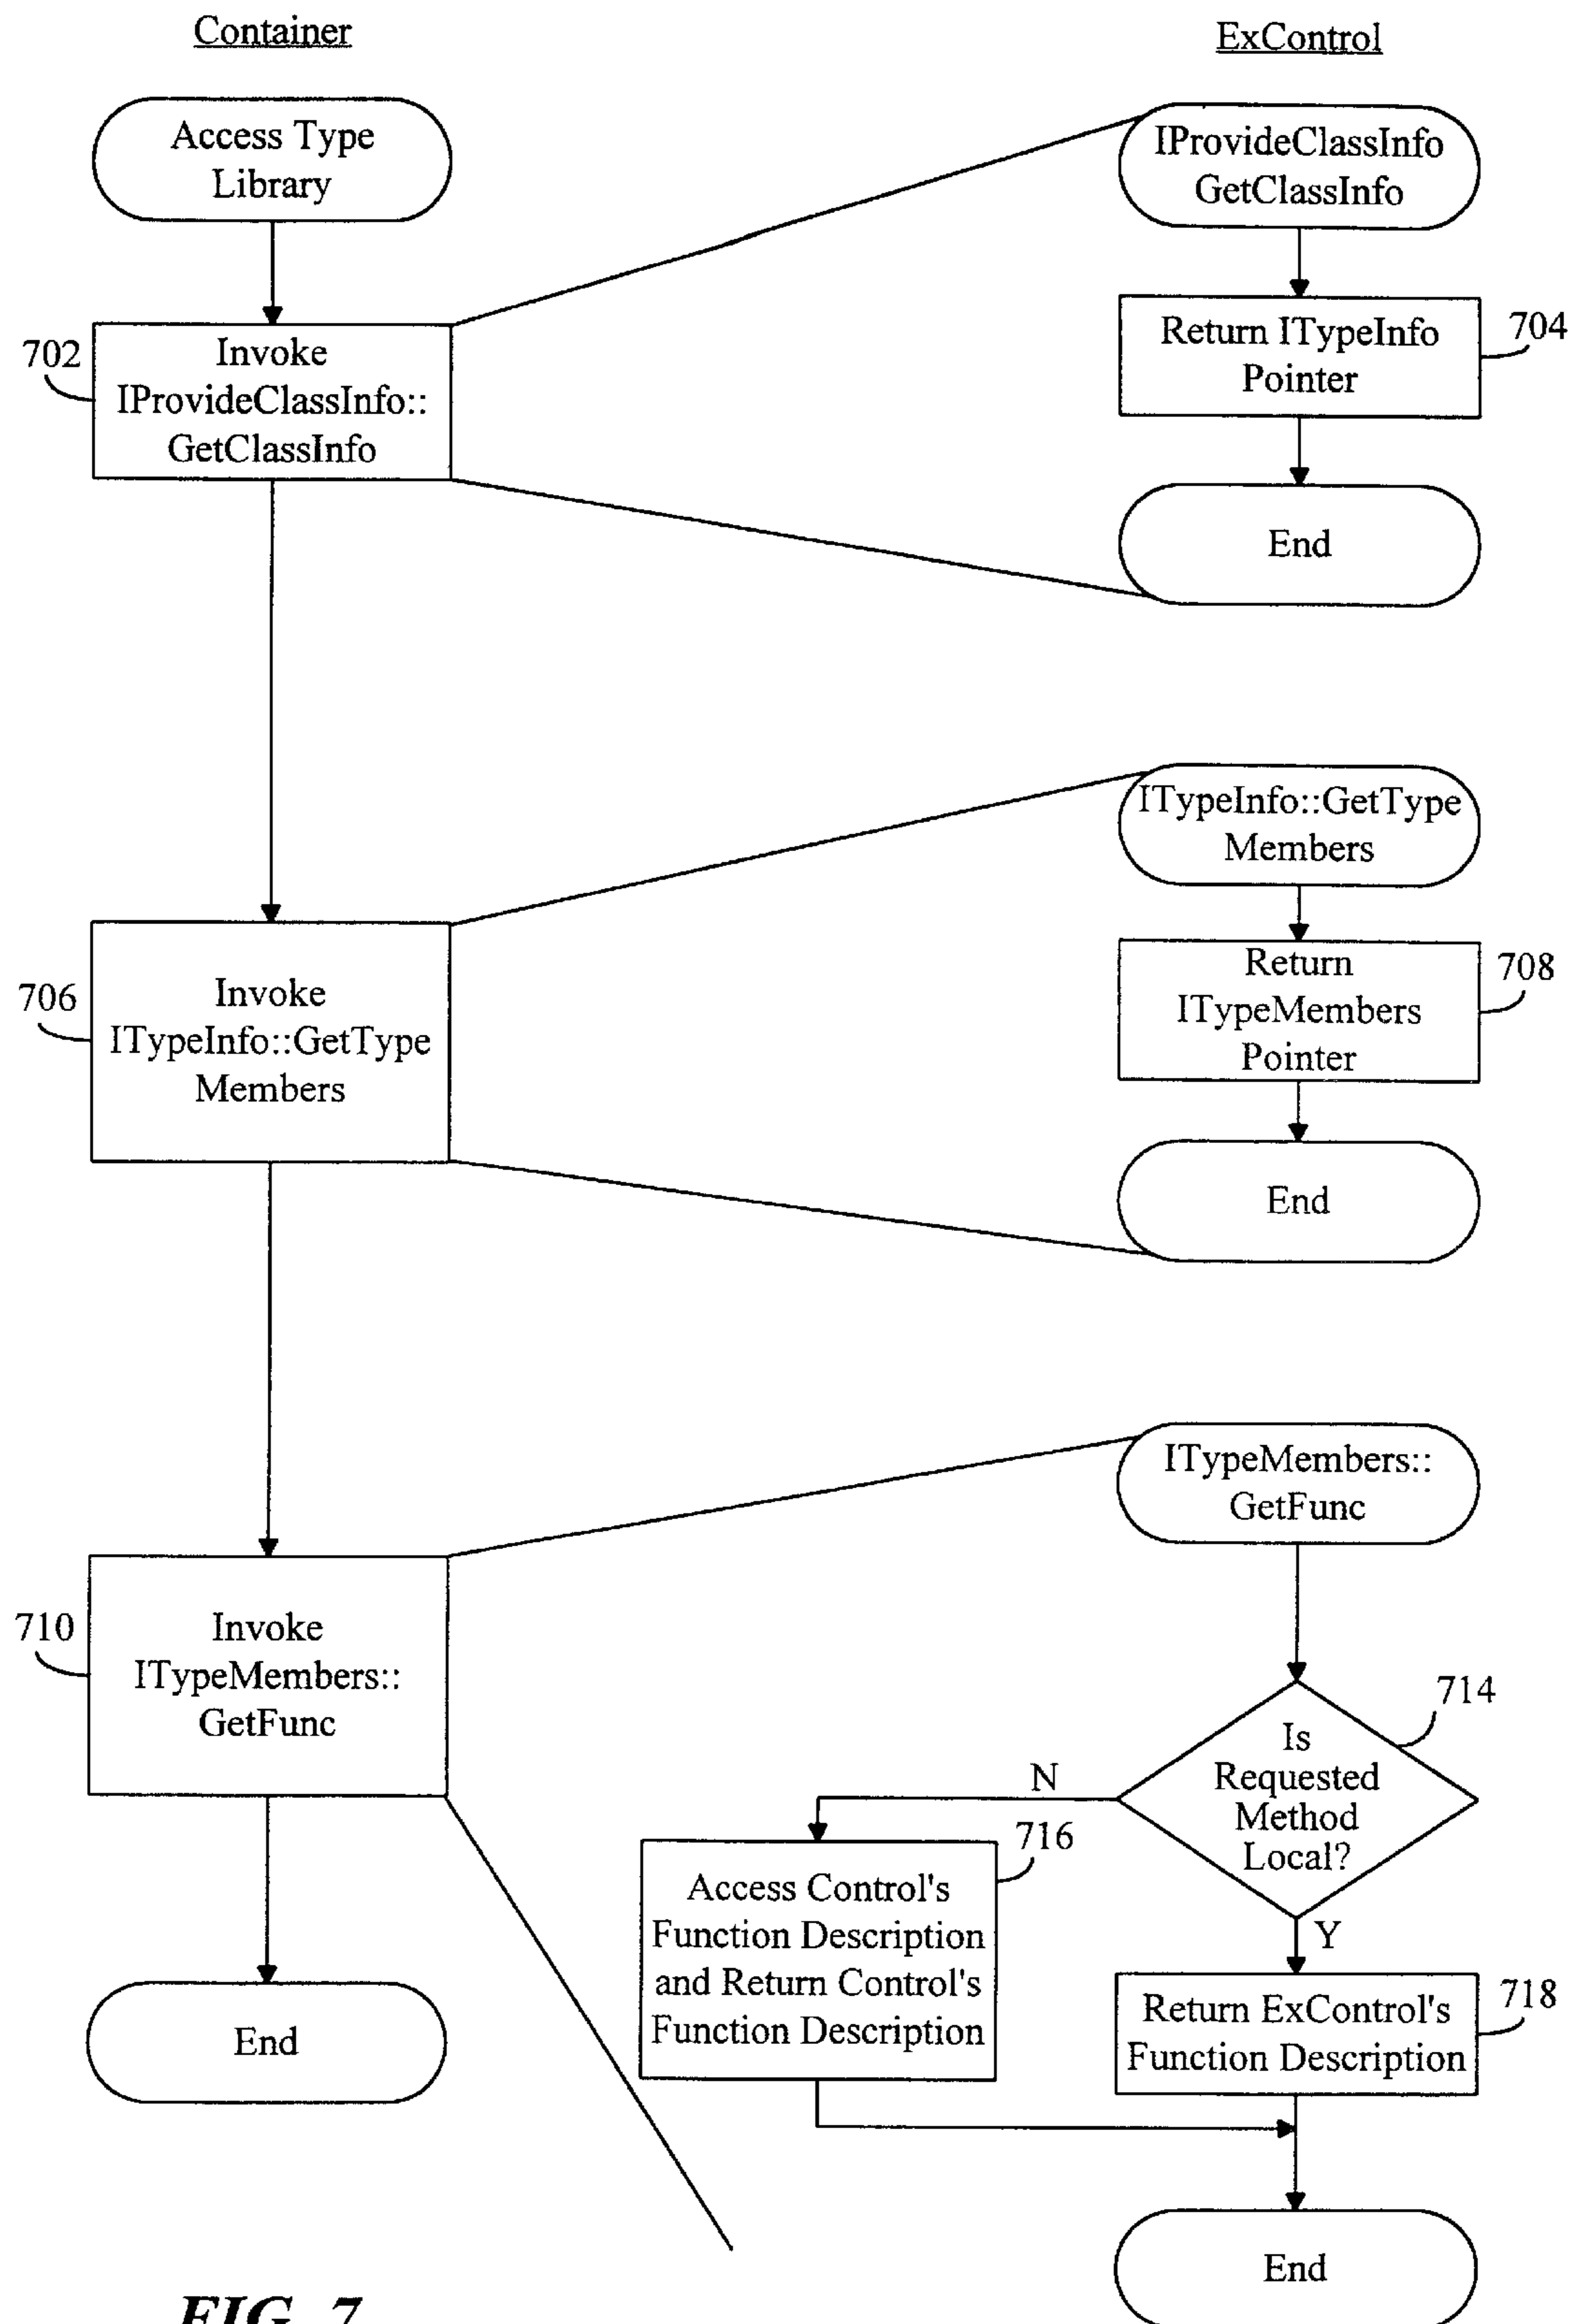 Container
ExControl
Access Type
Library
IProvideClassInfo
GetClassInfo
702
Invoke
IProvideClassInfo::
GetClassInfo
Return ITypeInfo
Pointer
704
End
ITypeInfo::GetType
Members
706
Invoke
ITypeInfo::GetType
Members
Return
ITypeMembers
Pointer
708
End
ITypeMembers::
GetFunc
710
Invoke
ITypeMembers::
GetFunc
714
Is
Requested
Method
Local?
N
Y
716
Access Control's
Function Description
and Return Control's
Function Description
Return ExControl's
Function Description
718
End
End
FIG. 7